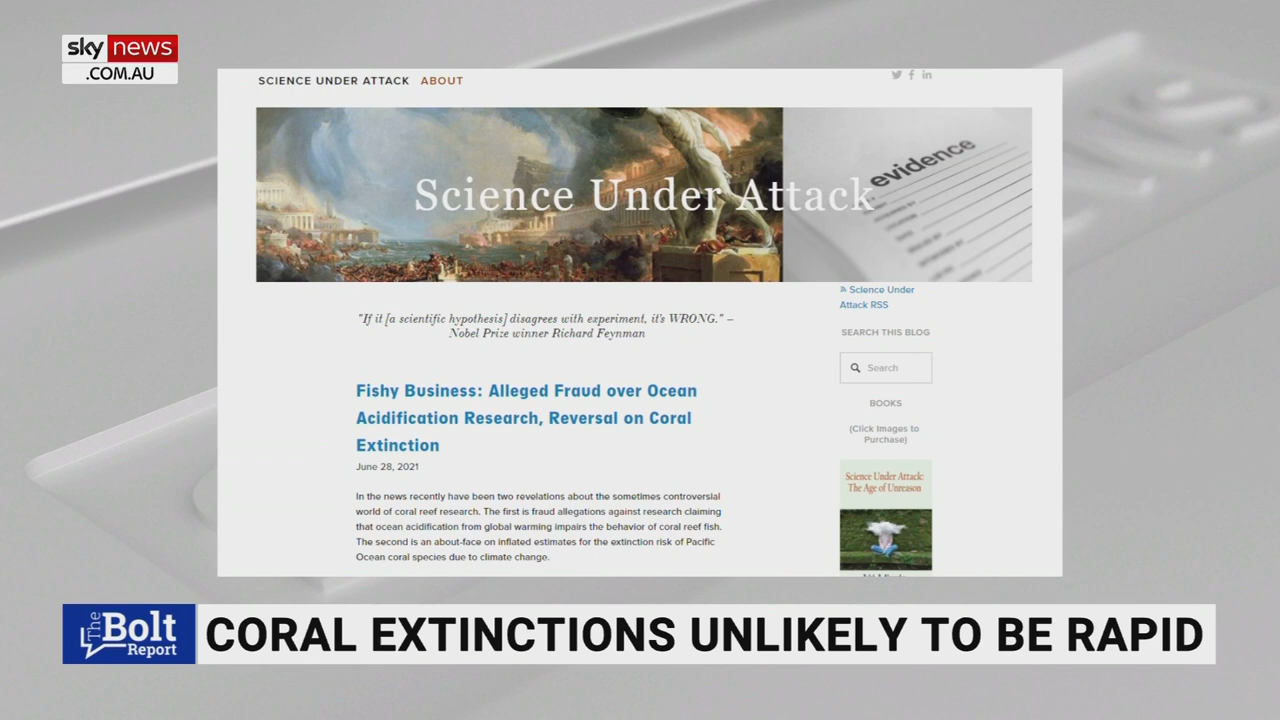 sky news
.COM.AU
SCIENCE UNDER ATTACK ABOUT
Science Under Attack
evidence
"If it [a scientific hypothesis] disagrees with experiment, it's WRONG." –
Nobel Prize winner Richard Feynman
Fishy Business: Alleged Fraud over Ocean
Acidification Research, Reversal on Coral
Extinction
June 28, 2021
In the news recently have been two revelations about the sometimes controversial
world of coral reef research. The first is fraud allegations against research claiming
that ocean acidification from global warming impairs the behavior of coral reef fish.
The second is an about-face on inflated estimates for the extinction risk of Pacific
Ocean coral species due to climate change.
Science Under
Attack RSS
SEARCH THIS BLOG
Search
BOOKS
(Click Images to
Purchase)
Science Under Attack:
The Age of Unreason
The Bolt
Report
CORAL EXTINCTIONS UNLIKELY TO BE RAPID